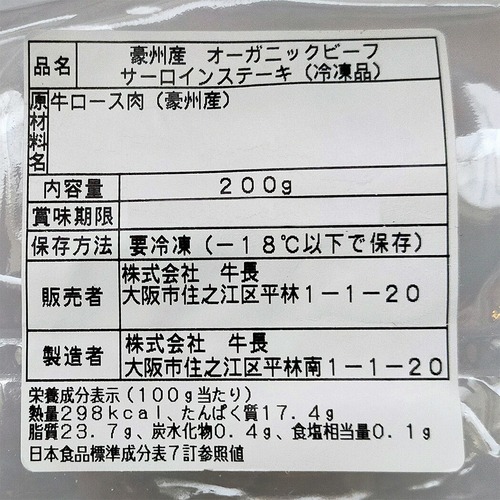 品名 豪州産 オーガニックビーフ
サーロインステーキ（冷凍品）
原材料名 牛ロース肉（豪州産）
内容量 200g
賞味期限
保存方法 要冷凍（－18℃以下で保存）
販売者 株式会社 牛長
大阪市住之江区平林1－1－20
製造者 株式会社 牛長
大阪市住之江区平林南1－1－20
栄養成分表示（100g当たり）
熱量298kcal、たんぱく質17.4g
脂質23.7g、炭水化物0.4g、食塩相当量0.1g
日本食品標準成分表7訂参照値